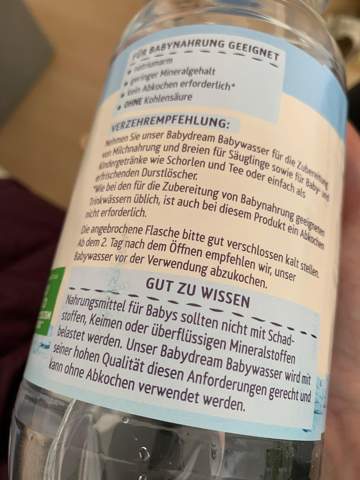 FÜR BABYNAHRUNG GEEIGNET
• natriumarm
• geringer Mineralgehalt
• kein Abkochen erforderlich*
• OHNE Kohlensäure
VERZEHREMPFEHLUNG:
Nehmen Sie unser Babydream Babywasser für die Zubereitung
von Milchnahrung und Breien für Säuglinge sowie für Baby- und
Kindergetränke wie Schorlen und Tee oder einfach als
erfrischenden Durstlöscher.
*Wie bei den für die Zubereitung von Babynahrung geeigneten
Trinkwässern üblich, ist auch bei diesem Produkt ein Abkochen
nicht erforderlich.
Die angebrochene Flasche bitte gut verschlossen kalt stellen.
Ab dem 2. Tag nach dem Öffnen empfehlen wir, unser
Babywasser vor der Verwendung abzukochen.
GUT ZU WISSEN
Nahrungsmittel für Babys sollten nicht mit Schad-
stoffen, Keimen oder überflüssigen Mineralstoffen
belastet werden. Unser Babydream Babywasser wird mit
seiner hohen Qualität diesen Anforderungen gerecht und
kann ohne Abkochen verwendet werden.